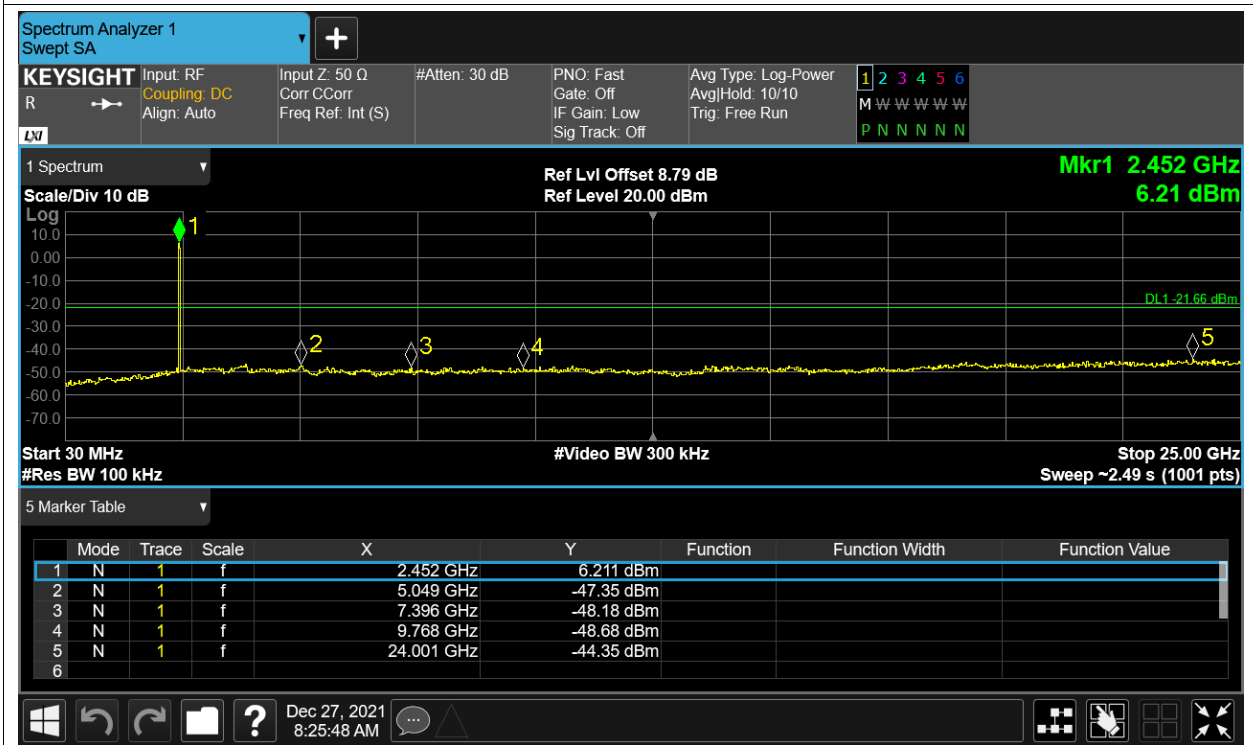 Spectrum Analyzer 1
Swept SA
+
KEYSIGHT Input: RF Input Z: 50 Ω #Atten: 30 dB PNO: Fast Avg Type: Log-Power 1 2 3 4 5 6
R Coupling: DC Corr CCorr Gate: Off Avg|Hold: 10/10 M W W W W W
Align: Auto Freq Ref: Int (S) IF Gain: Low Trig: Free Run
LXI Sig Track: Off P N N N N N
1 Spectrum Ref Lvl Offset 8.79 dB Mkr1 2.452 GHz
Scale/Div 10 dB Ref Level 20.00 dBm 6.21 dBm
Log
1
10.0
0.00
-10.0
DL1 -21.66 dBm
-20.0
-30.0
2 3 4 5
-40.0
-50.0
-60.0
-70.0
Start 30 MHz #Video BW 300 kHz Stop 25.00 GHz
#Res BW 100 kHz Sweep ~2.49 s (1001 pts)
5 Marker Table
Mode Trace Scale X Y Function Function Width Function Value
1 N 1 f 2.452 GHz 6.211 dBm
2 N 1 f 5.049 GHz -47.35 dBm
3 N 1 f 7.396 GHz -48.18 dBm
4 N 1 f 9.768 GHz -48.68 dBm
5 N 1 f 24.001 GHz -44.35 dBm
6
? Dec 27, 2021
8:25:48 AM